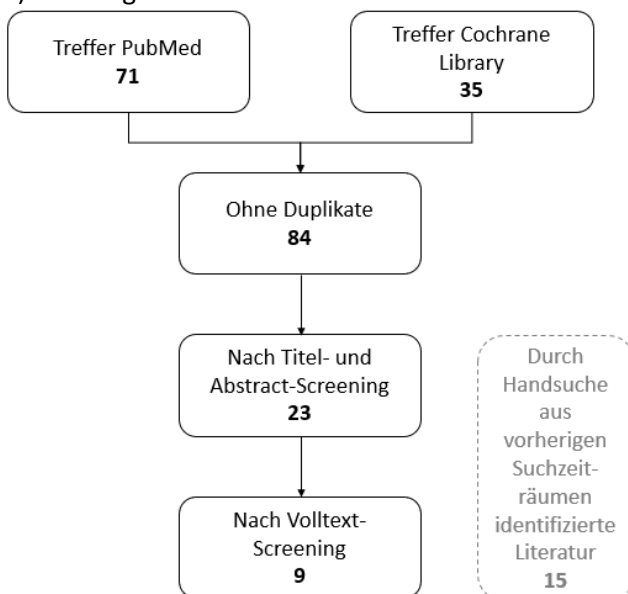 Treffer PubMed
71
Treffer Cochrane
Library
35
Ohne Duplikate
84
Nach Titel- und
Abstract-Screening
23
Nach Volltext-
Screening
9
Durch
Handsuche
aus
vorherigen
Suchzeit-
räumen
identifizierte
Literatur
15